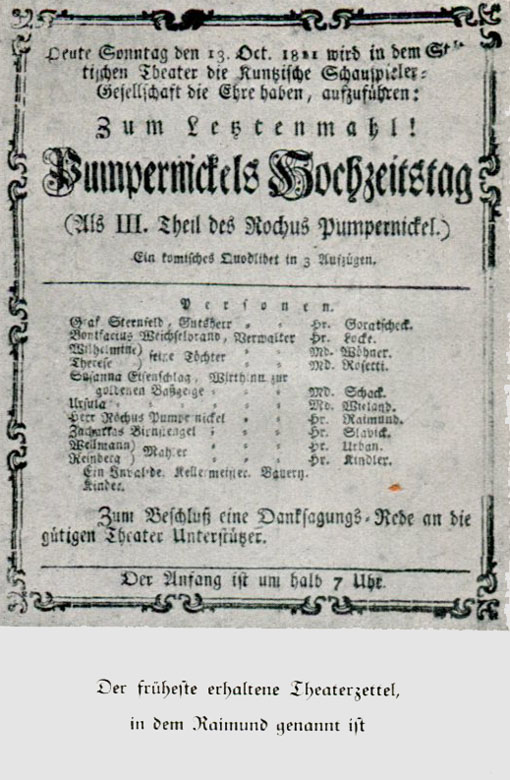 Heute Sonntag den 13. Oct. 1811 wird in dem
tischen Theater die Kuntzische Schauspieler-
Gesellschaft die Ehre haben, aufzuführen:
Zum Letztenmahl!
Pumpernickels Hochzeitstag
(Als III. Theil des Rochus Pumpernickel.)
Ein komisches Quodlibet in 3 Aufzügen.
Personen.
Graf Sternfeld, Gutsherr - - Hr. Goratscheck.
Bonifacius Weichselbrand, Verwalter Hr. Locke.
Wilhelmine) seine Töchter - - Md. Wöhner.
Therese ) Md. Rosetti.
Susanna Eisenschlag, Wirthinn zur
goldenen Baßgeige - - Md. Schack.
Ursula - - - Md. Wieland.
Herr Rochus Pumpernickel - - Hr. Raimund.
Zacharias - - Hr. Slavick.
Wellmann) Mahler - - Hr. Urban.
Reinberg ) Hr. Kindler.
Ein Invalide. Kellermeister. Bauern.
Kinder.
Zum Beschluß eine Danksagungs-Rede an die
gütigen Theater Unterstützer.
Der Anfang ist um halb 7 Uhr.
Der früheste erhaltene Theaterzettel,
in dem Raimund genannt ist